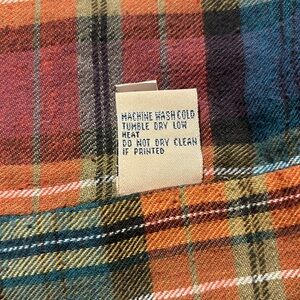 MACHINE WASH COLD
TUMBLE DRY LOW
HEAT
DO NOT DRY CLEAN
IF PRINTED